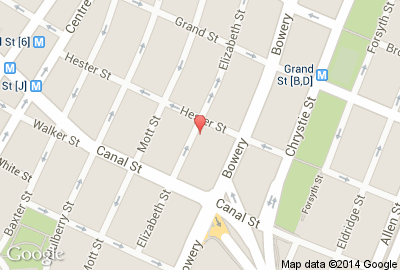 Grand St
St [6]
Centre
Elizabeth St
Bowery
Forsyth St
Hester St
Grand
St [B,D]
St [J]
Hester St
Chrystie St
Mott St
Walker St
Canal St
Bowery
White St
Elizabeth St
Canal St
Forsyth St
Eldridge St
Allen St
Baxter St
Mulberry St
Bowery
Google
Map data ©2014 Google